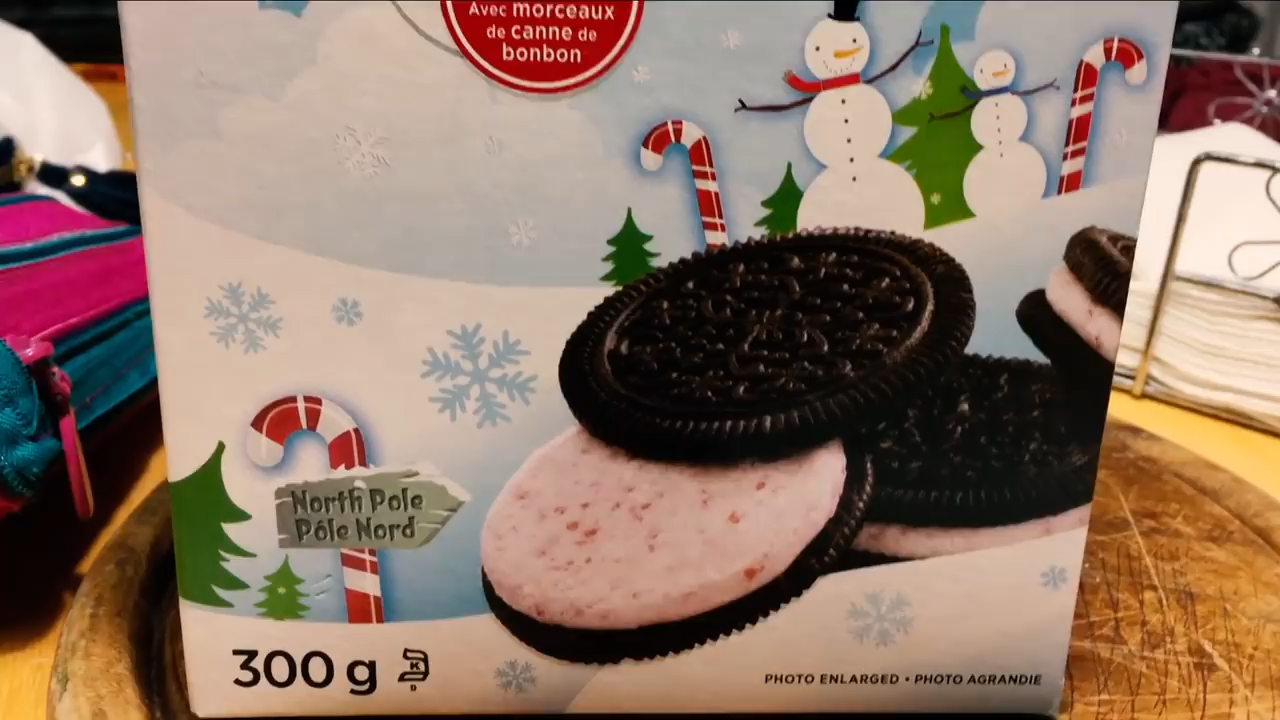 Avec morceaux
de canne de
bonbon
North Pole
Pôle Nord
300 g
K
D
PHOTO ENLARGED • PHOTO AGRANDIE